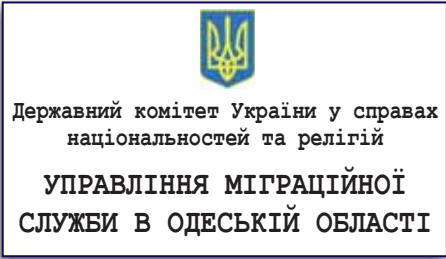 Державний комітет України у справах
національностей та релігій
УПРАВЛІННЯ МІГРАЦІЙНОЇ
СЛУЖБИ В ОДЕСЬКІЙ ОБЛАСТІ